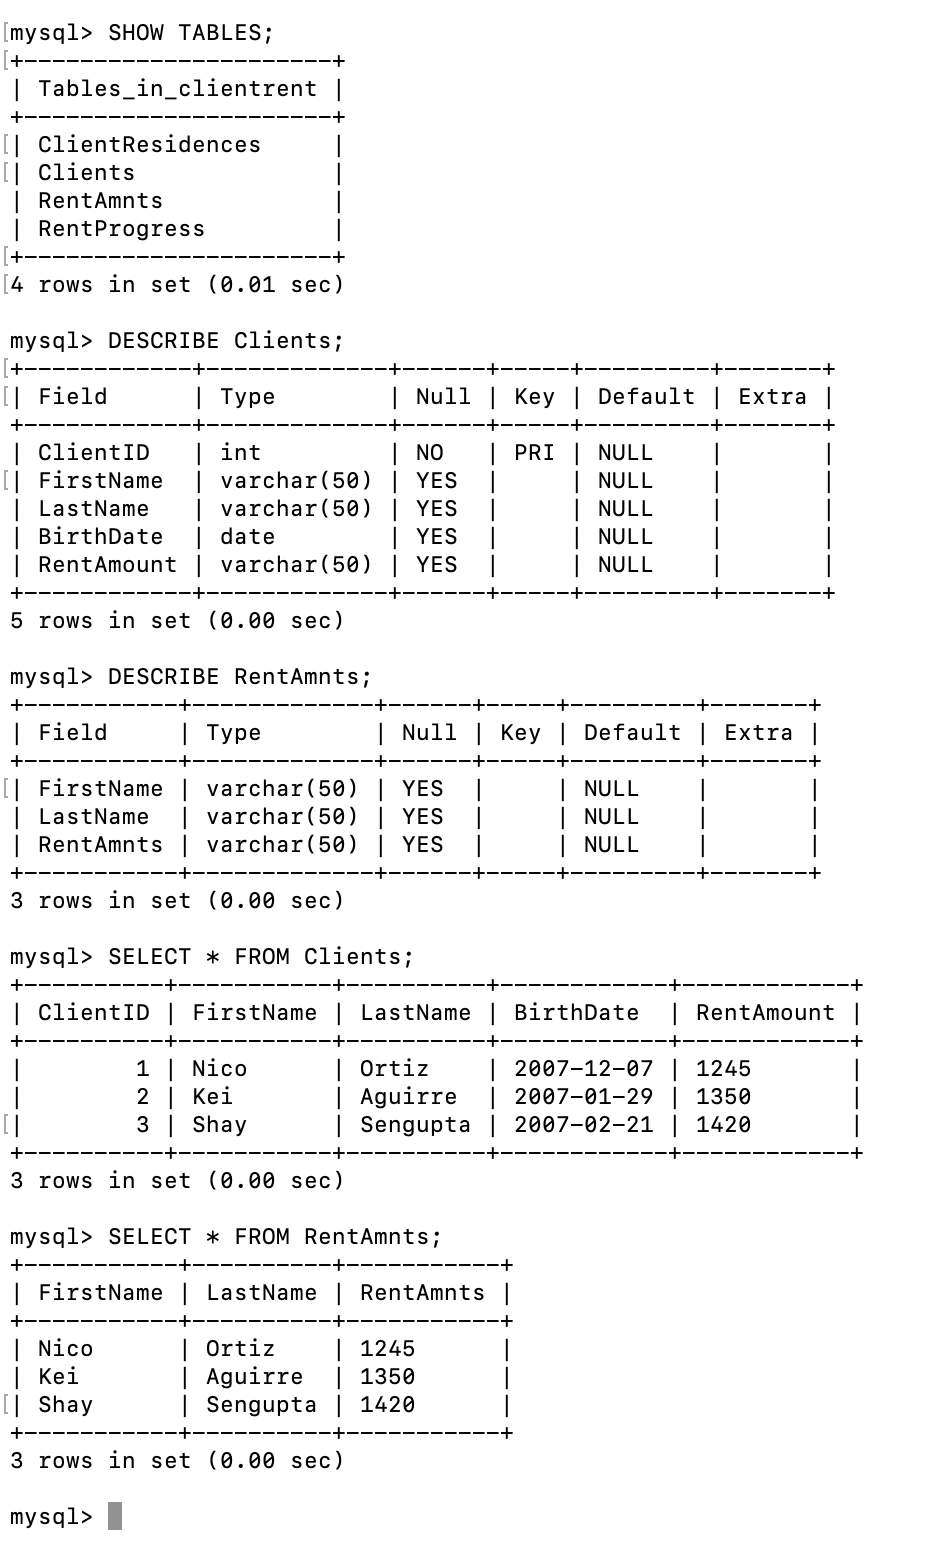 mysql> SHOW TABLES;
+-----------------------+
| Tables_in_clientrent |
+-----------------------+
| ClientResidences     |
| Clients              |
| RentAmnts            |
| RentProgress         |
+-----------------------+
4 rows in set (0.01 sec)
mysql> DESCRIBE Clients;
+------------+-------------+------+-----+---------+-------+
| Field      | Type        | Null | Key | Default | Extra |
+------------+-------------+------+-----+---------+-------+
| ClientID   | int         | NO   | PRI | NULL    |       |
| FirstName  | varchar(50) | YES  |     | NULL    |       |
| LastName   | varchar(50) | YES  |     | NULL    |       |
| BirthDate  | date        | YES  |     | NULL    |       |
| RentAmount | varchar(50) | YES  |     | NULL    |       |
+------------+-------------+------+-----+---------+-------+
5 rows in set (0.00 sec)
mysql> DESCRIBE RentAmnts;
+-----------+-------------+------+-----+---------+-------+
| Field     | Type        | Null | Key | Default | Extra |
+-----------+-------------+------+-----+---------+-------+
| FirstName | varchar(50) | YES  |     | NULL    |       |
| LastName  | varchar(50) | YES  |     | NULL    |       |
| RentAmnts | varchar(50) | YES  |     | NULL    |       |
+-----------+-------------+------+-----+---------+-------+
3 rows in set (0.00 sec)
mysql> SELECT * FROM Clients;
+----------+-----------+----------+------------+------------+
| ClientID | FirstName | LastName | BirthDate  | RentAmount |
+----------+-----------+----------+------------+------------+
|        1 | Nico      | Ortiz    | 2007-12-07 | 1245       |
|        2 | Kei       | Aguirre  | 2007-01-29 | 1350       |
|        3 | Shay      | Sengupta | 2007-02-21 | 1420       |
+----------+-----------+----------+------------+------------+
3 rows in set (0.00 sec)
mysql> SELECT * FROM RentAmnts;
+-----------+----------+-----------+
| FirstName | LastName | RentAmnts |
+-----------+----------+-----------+
| Nico      | Ortiz    | 1245      |
| Kei       | Aguirre  | 1350      |
| Shay      | Sengupta | 1420      |
+-----------+----------+-----------+
3 rows in set (0.00 sec)
mysql>